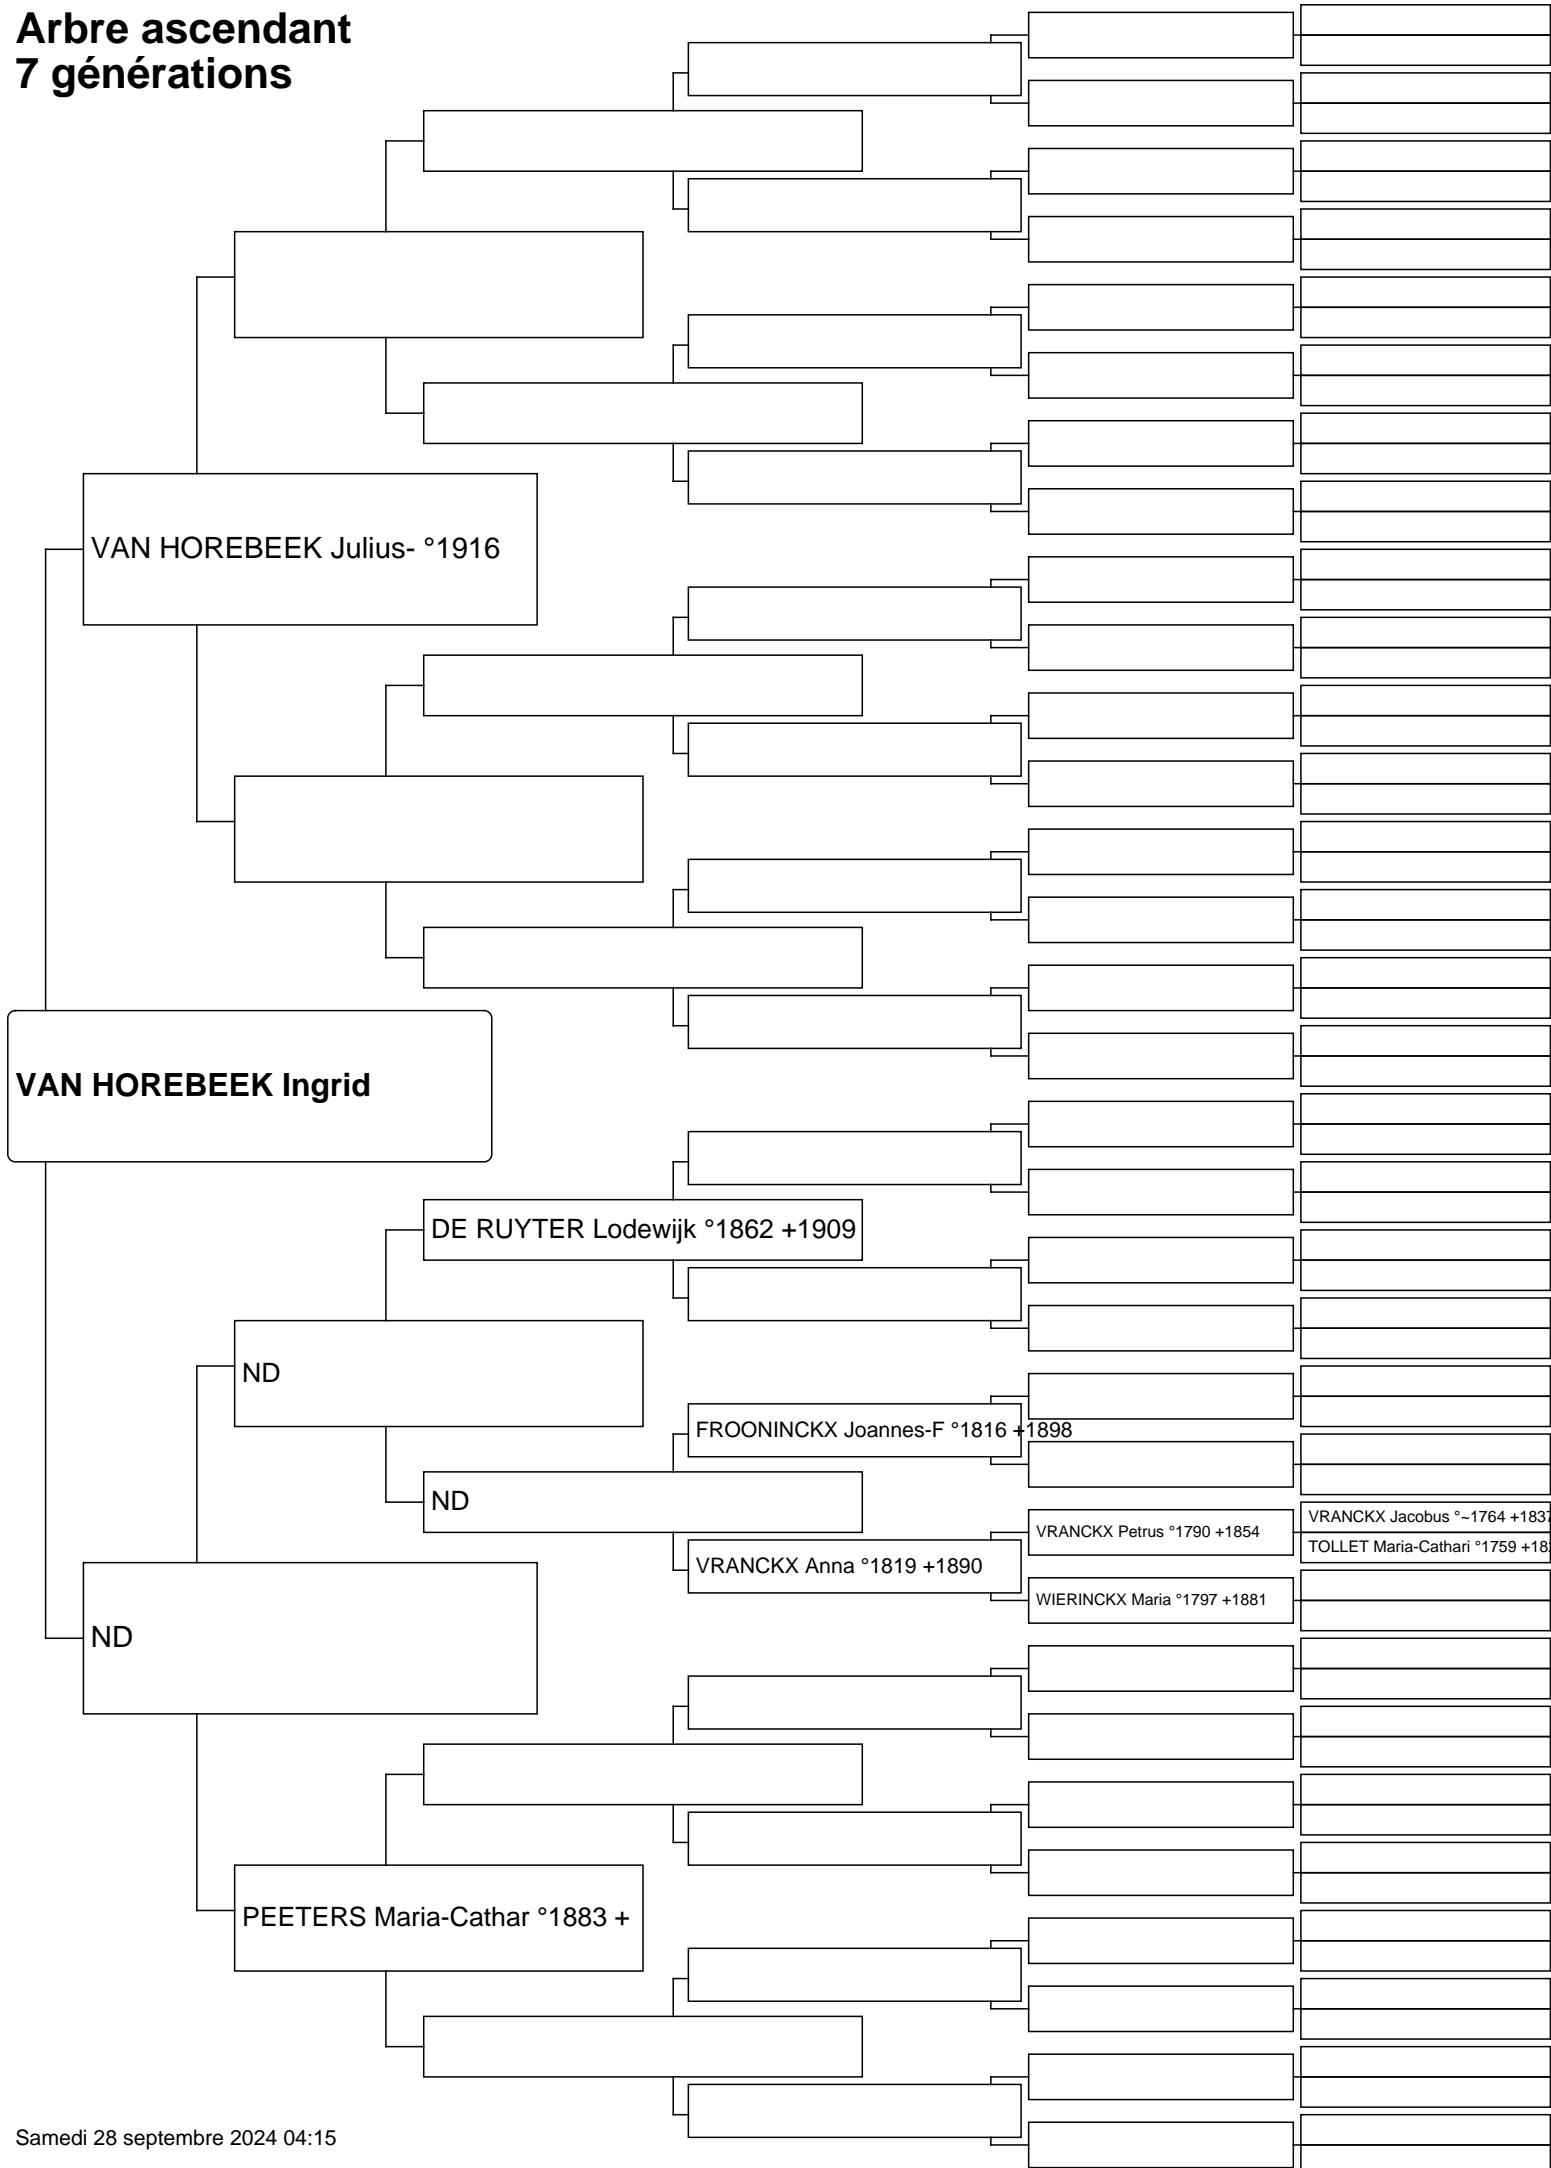 Arbre ascendant
7 générations
VAN HOREBEEK Julius- °1916
VAN HOREBEEK Ingrid
DE RUYTER Lodewijk °1862 +1909
ND
FROONINCKX Joannes-F °1816 +1898
ND
VRANCKX Jacobus °~1764 +1837
VRANCKX Petrus °1790 +1854
TOLLET Maria-Cathari °1759 +18
VRANCKX Anna °1819 +1890
WIERINCKX Maria °1797 +1881
ND
PEETERS Maria-Cathar °1883 +
Samedi 28 septembre 2024 04:15